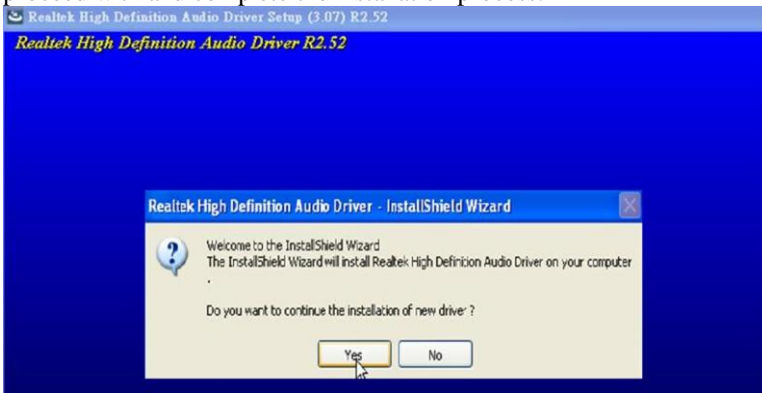 Realtek High Definition Audio Driver Setup (3.07) R2.52
Realtek High Definition Audio Driver R2.52
Realtek High Definition Audio Driver - InstallShield Wizard
Welcome to the InstallShield Wizard
The InstallShield Wizard will install Realtek High Definition Audio Driver on your computer
.
Do you want to continue the installation of new driver ?
Yes No